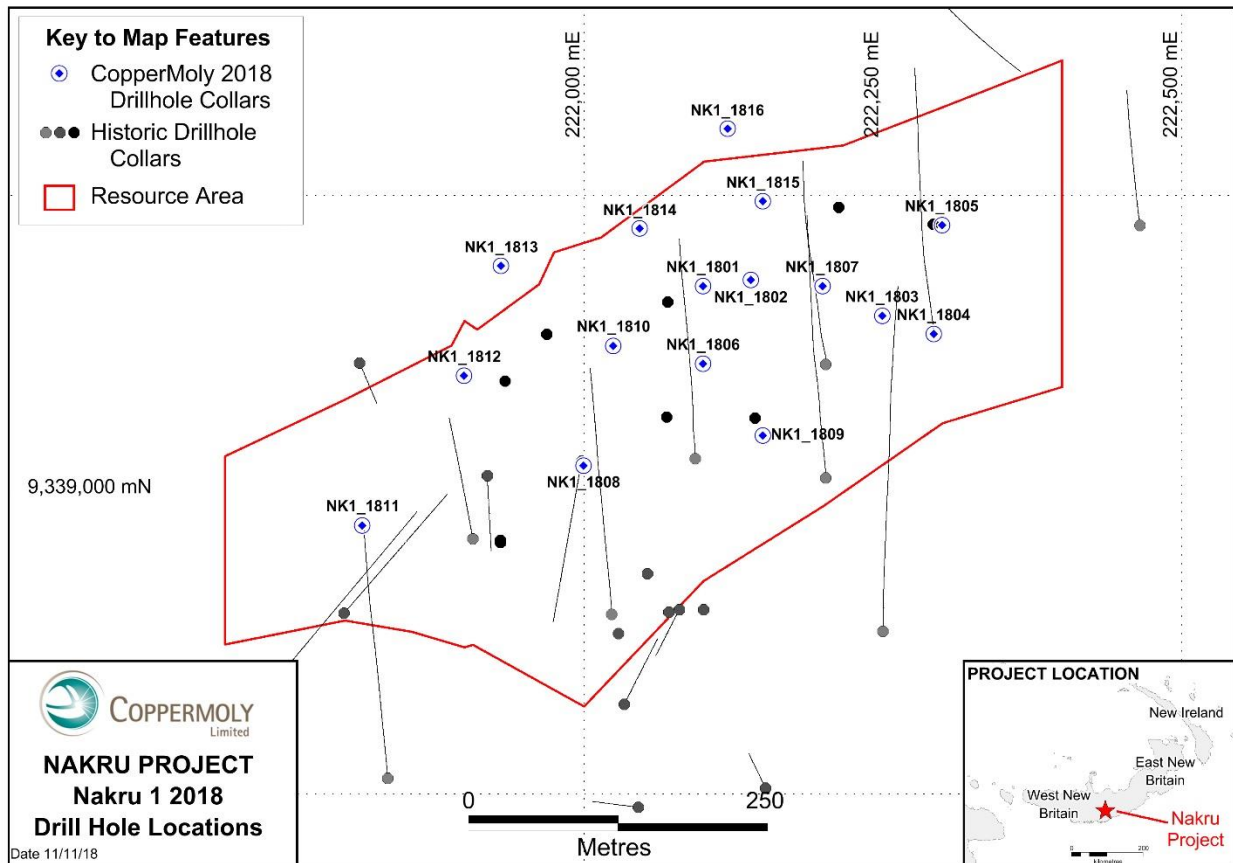 Key to Map Features
CopperMoly 2018
Drillhole Collars
Historic Drillhole
Collars
Resource Area
222,000 mE
222,250 mE
222,500 mE
NK1_1816
NK1_1815
NK1_1814
NK1_1805
NK1_1813
NK1_1801
NK1_1807
NK1_1802
NK1_1803
NK1_1804
NK1_1810
NK1_1806
NK1_1812
NK1_1809
NK1_1808
9,339,000 mN
NK1_1811
COPPERMOLY
Limited
NAKRU PROJECT
Nakru 1 2018
Drill Hole Locations
Date 11/11/18
0
250
Metres
PROJECT LOCATION
New Ireland
East New
Britain
West New
Britain
Nakru
Project
0
200
kilometres